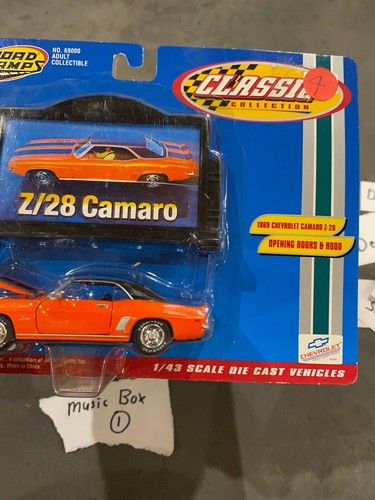 ROAD
CHAMPS
NO. 69000
ADULT
COLLECTIBLE
CLASSIC
COLLECTION
Z/28 Camaro
1969 CHEVROLET CAMARO Z-28
OPENING DOORS & HOOD
CHEVROLET
1/43 SCALE DIE CAST VEHICLES
Made in China.
music Box
1